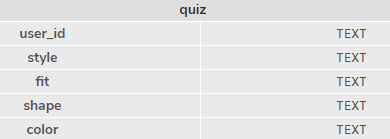 quiz
user_id TEXT
style TEXT
fit TEXT
shape TEXT
color TEXT